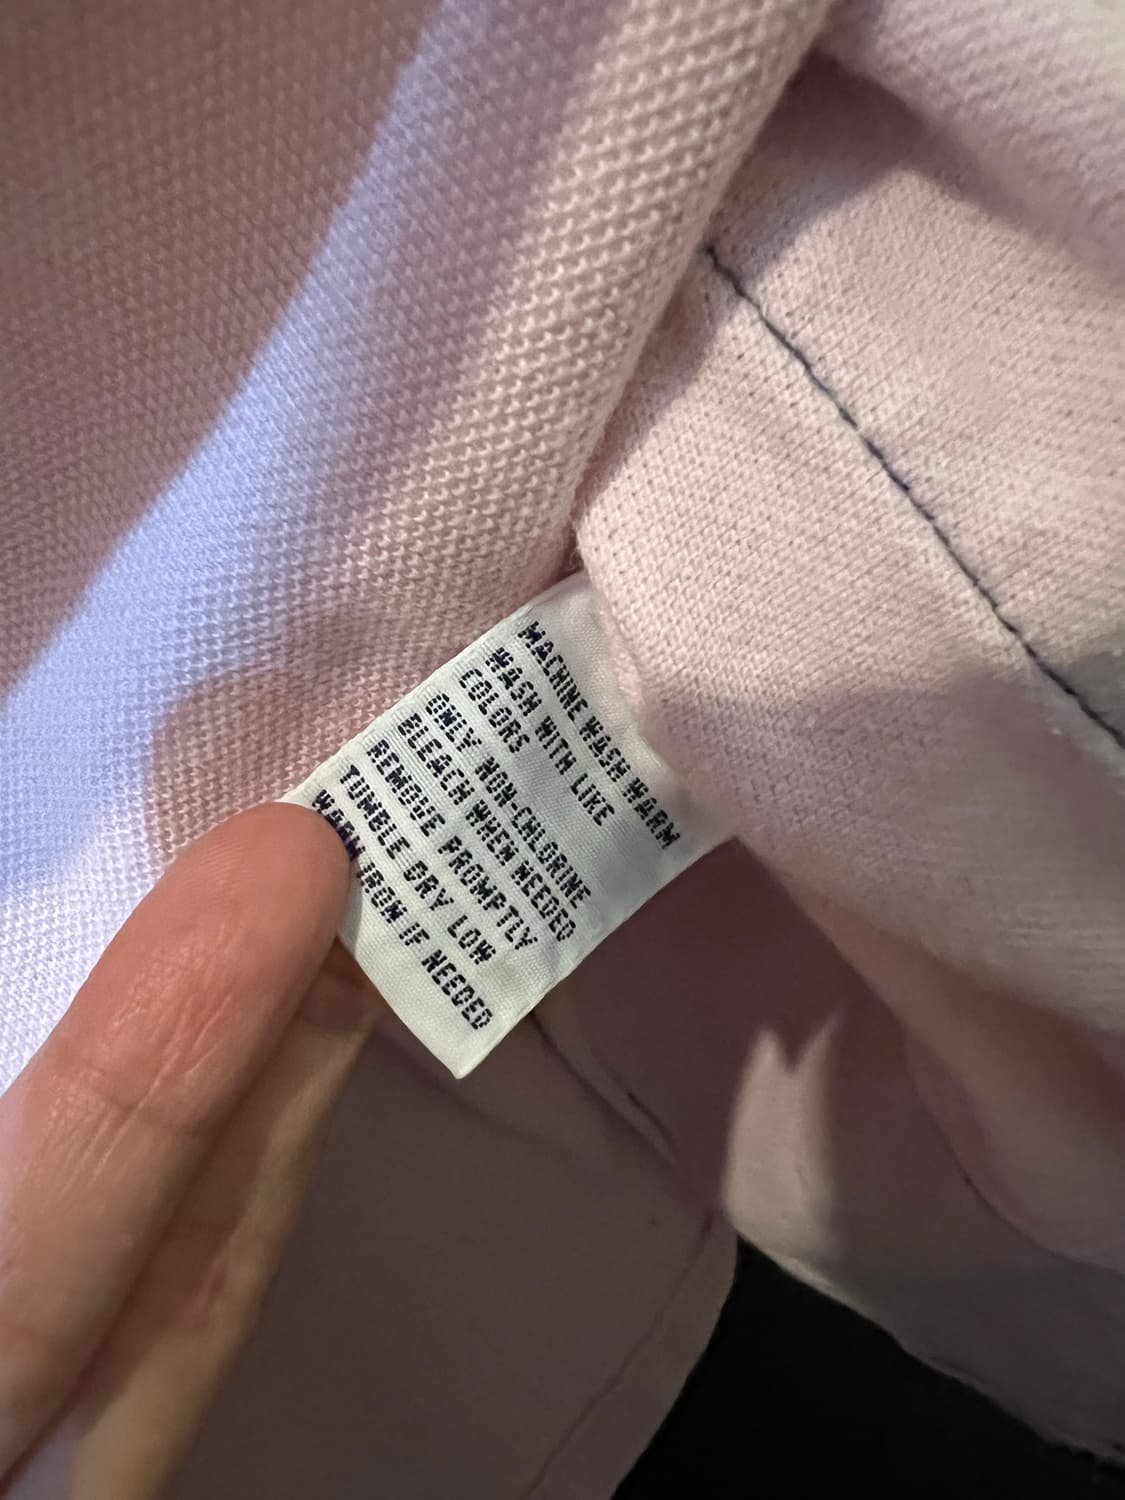 MACHINE WASH WARM
WASH WITH LIKE
COLORS
ONLY NON-CHLORINE
BLEACH WHEN NEEDED
REMOVE PROMPTLY
TUMBLE DRY LOW
WARM IRON IF NEEDED